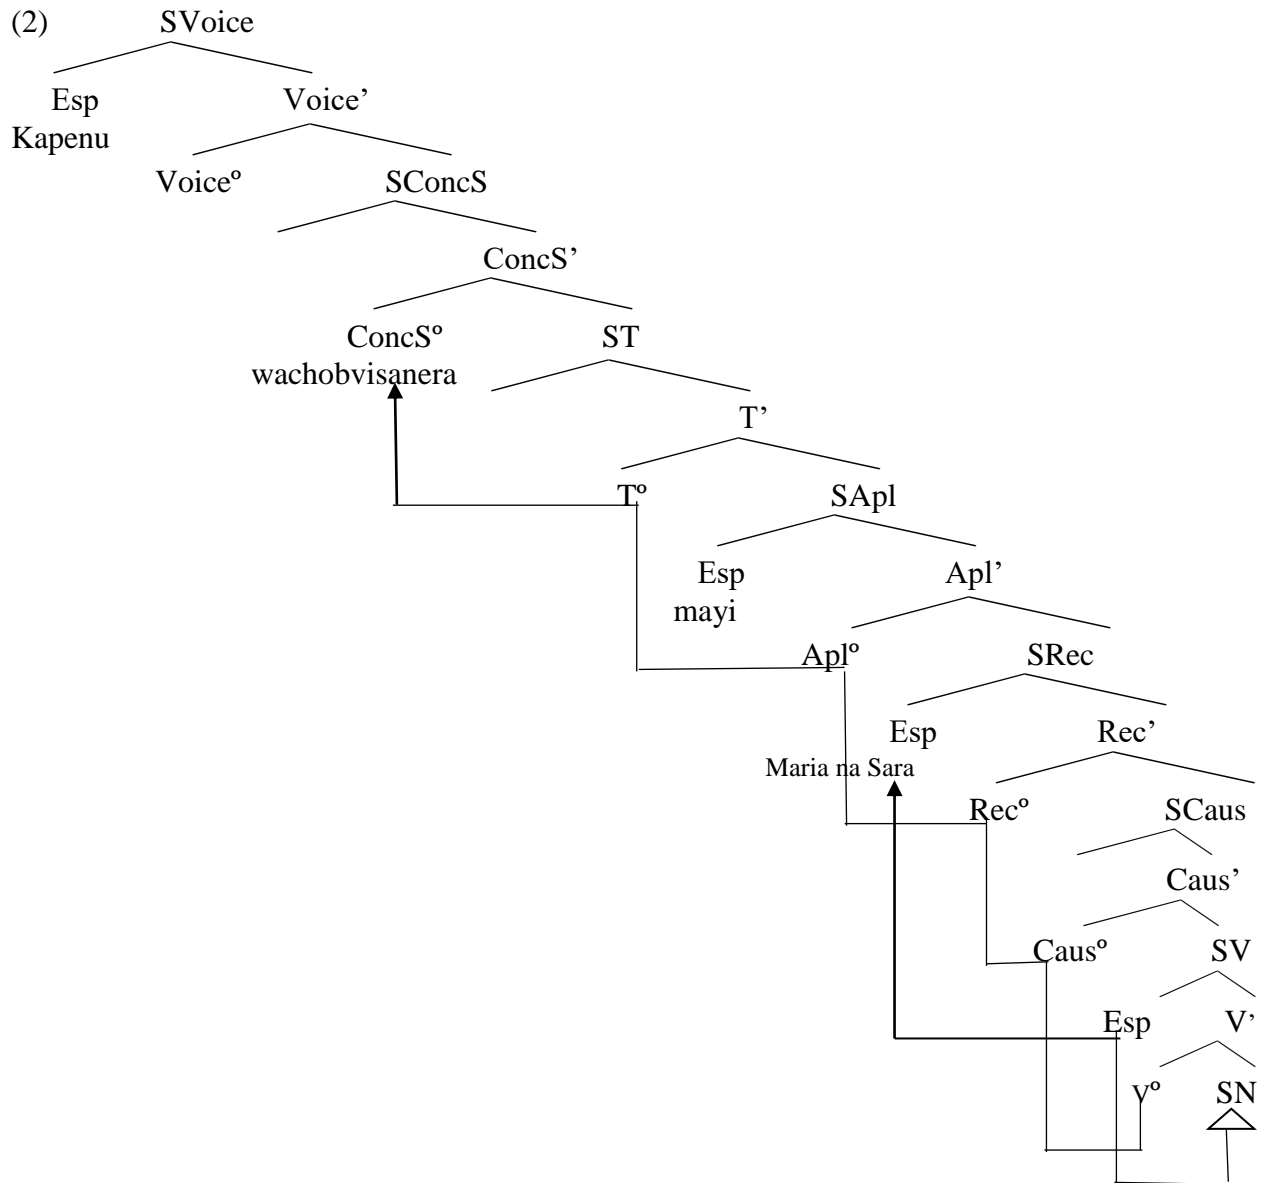 (2) SVoice
Esp Voice’
Kapenu
Voiceº SConcS
ConcS’
ConcSº ST
wachobvisanera
T’
Tº SApl
Esp Apl’
mayi
Aplº SRec
Esp Rec’
Maria na Sara
Recº SCaus
Caus’
Causº SV
Esp V’
Vº SN